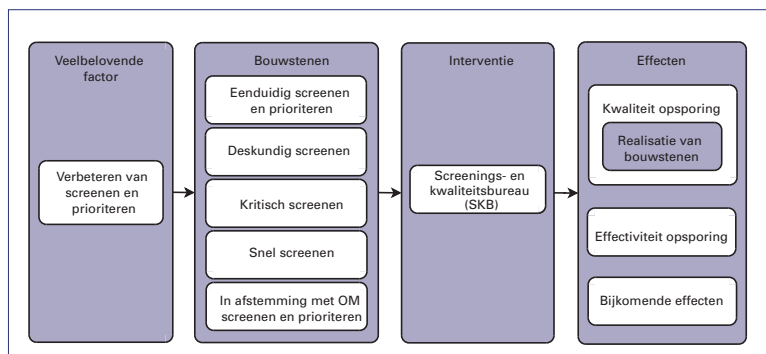 Veelbelovende
factor
Verbeteren van
screenen en
prioriteren
Bouwstenen
Eenduidig screenen
en prioriteren
Deskundig screenen
Kritisch screenen
Snel screenen
In afstemming met OM
screenen en prioriteren
Interventie
Screenings- en
kwaliteitsbureau
(SKB)
Effecten
Kwaliteit opsporing
Realisatie van
bouwstenen
Effectiviteit opsporing
Bijkomende effecten